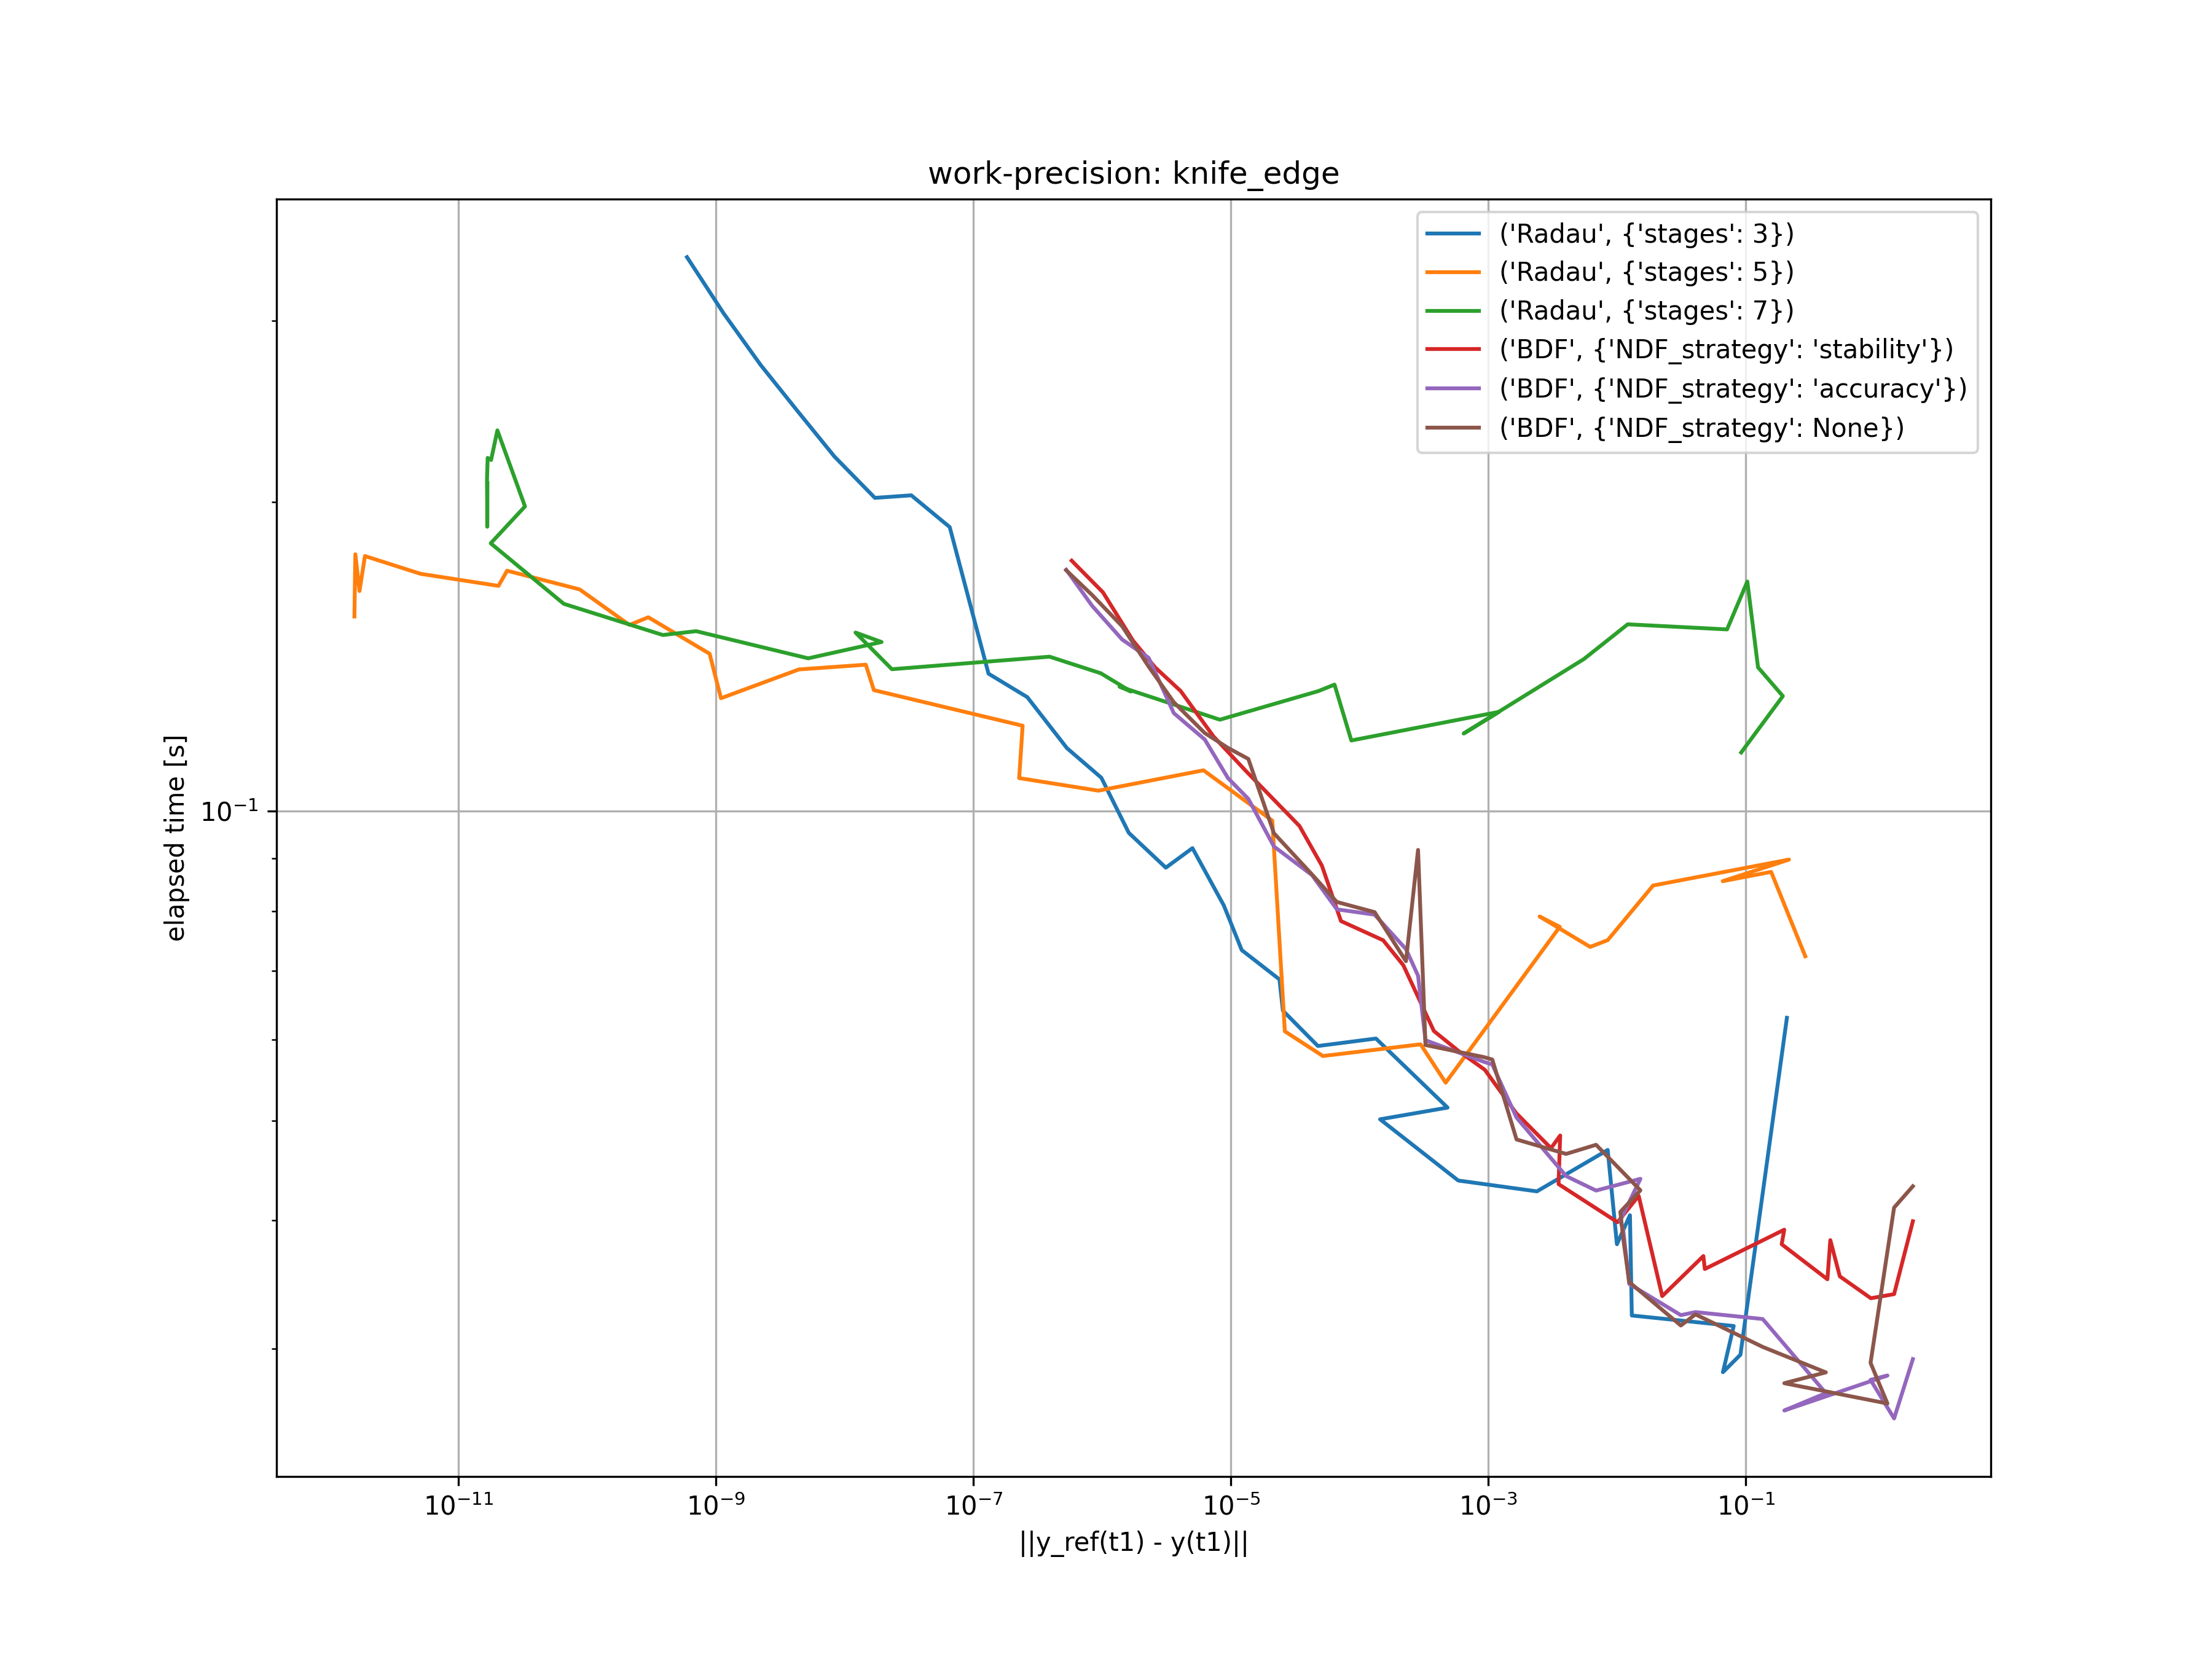 work-precision: knife_edge
('Radau', {'stages': 3})
('Radau', {'stages': 5})
('Radau', {'stages': 7})
('BDF', {'NDF_strategy': 'stability'})
('BDF', {'NDF_strategy': 'accuracy'})
('BDF', {'NDF_strategy': None})
elapsed time [s]
10⁻¹
10⁻¹¹ 10⁻⁹ 10⁻⁷ 10⁻⁵ 10⁻³ 10⁻¹
||y_ref(t1) - y(t1)||